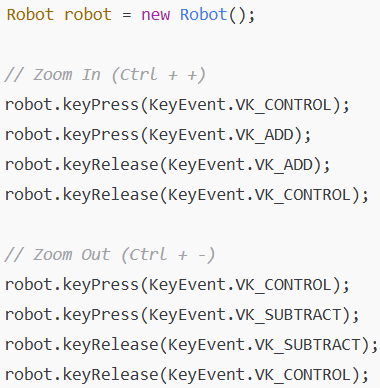 Robot robot = new Robot();
// Zoom In (Ctrl + +)
robot.keyPress(KeyEvent.VK_CONTROL);
robot.keyPress(KeyEvent.VK_ADD);
robot.keyRelease(KeyEvent.VK_ADD);
robot.keyRelease(KeyEvent.VK_CONTROL);
// Zoom Out (Ctrl + -)
robot.keyPress(KeyEvent.VK_CONTROL);
robot.keyPress(KeyEvent.VK_SUBTRACT);
robot.keyRelease(KeyEvent.VK_SUBTRACT);
robot.keyRelease(KeyEvent.VK_CONTROL);